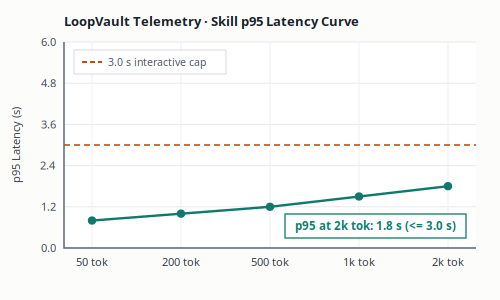 LoopVault Telemetry · Skill p95 Latency Curve
6.0
3.0 s interactive cap
4.8
3.6
p95 Latency (s)
2.4
1.2
p95 at 2k tok: 1.8 s (<= 3.0 s)
0.0
50 tok 200 tok 500 tok 1k tok 2k tok